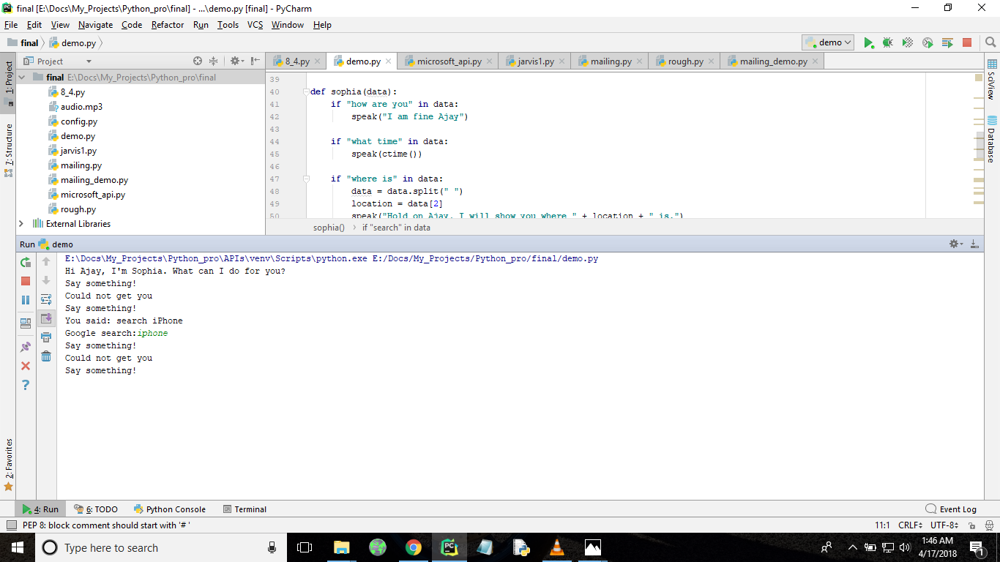 final [E:\Docs\My_Projects\Python_pro\final] - ...\demo.py [final] - PyCharm
File Edit View Navigate Code Refactor Run Tools VCS Window Help
final demo.py demo
Project
8_4.py demo.py microsoft_api.py jarvis1.py mailing.py rough.py mailing_demo.py
1: Project
7: Structure
2: Favorites
final E:\Docs\My_Projects\Python_pro\final
8_4.py
audio.mp3
config.py
demo.py
jarvis1.py
mailing.py
mailing_demo.py
microsoft_api.py
rough.py
External Libraries
39
40 def sophia(data):
41 if "how are you" in data:
42 speak("I am fine Ajay")
43
44 if "what time" in data:
45 speak(ctime())
46
47 if "where is" in data:
48 data = data.split(" ")
49 location = data[2]
50 speak("Hold on Ajay, I will show you where " + location + " is.")
sophia() if "search" in data
SciView
Database
Run demo
E:\Docs\My_Projects\Python_pro\APIs\venv\Scripts\python.exe E:/Docs/My_Projects/Python_pro/final/demo.py
Hi Ajay, I'm Sophia. What can I do for you?
Say something!
Could not get you
Say something!
You said: search iPhone
Google search:iphone
Say something!
Could not get you
Say something!
4: Run 6: TODO Python Console Terminal Event Log
PEP 8: block comment should start with '# ' 11:1 CRLF UTF-8
Type here to search
1:46 AM
4/17/2018
1